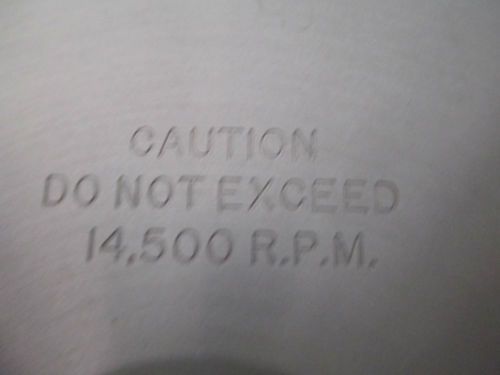 CAUTION
DO NOT EXCEED
14,500 R.P.M.